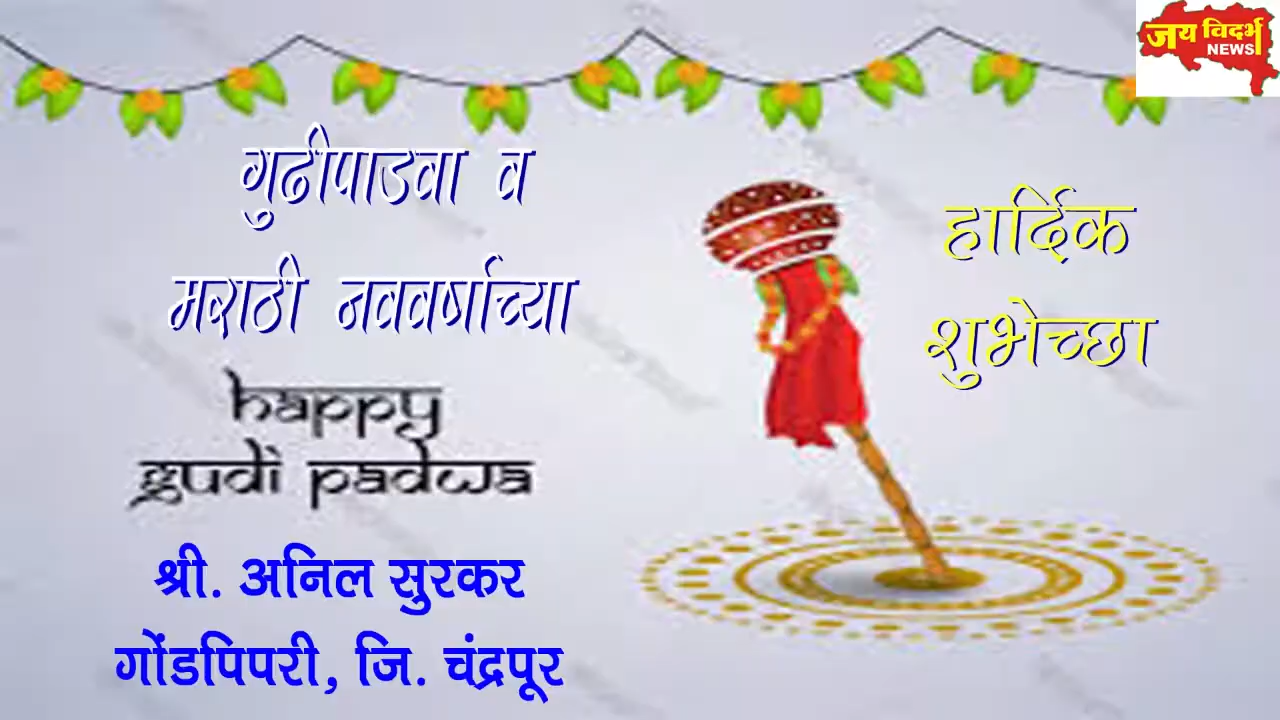 जय विदर्भ
NEWS
गुढीपाडवा व
मराठी नववर्षाच्या
हार्दिक
शुभेच्छा
happy
gudi padwa
श्री. अनिल सुरकर
गोंडपिपरी, जि. चंद्रपूर